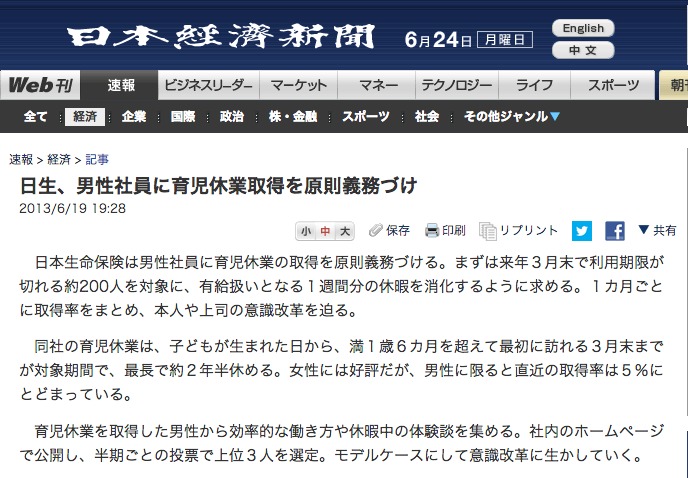 日本経済新聞 6月24日 月曜日 English
中文
Web刊 速報 ビジネスリーダー マーケット マネー テクノロジー ライフ スポーツ 朝刊
全て 経済 企業 国際 政治 株・金融 スポーツ 社会 その他ジャンル▼
速報 > 経済 > 記事
日生、男性社員に育児休業取得を原則義務づけ
2013/6/19 19:28
小 中 大 保存 印刷 リプリント ▼共有
日本生命保険は男性社員に育児休業の取得を原則義務づける。まずは来年３月末で利用期限が
切れる約200人を対象に、有給扱いとなる１週間分の休暇を消化するように求める。１カ月ごと
に取得率をまとめ、本人や上司の意識改革を迫る。
同社の育児休業は、子どもが生まれた日から、満１歳６カ月を超えて最初に訪れる３月末まで
が対象期間で、最長で約２年半休める。女性には好評だが、男性に限ると直近の取得率は５％に
とどまっている。
育児休業を取得した男性から効率的な働き方や休暇中の体験談を集める。社内のホームページ
で公開し、半期ごとの投票で上位３人を選定。モデルケースにして意識改革に生かしていく。